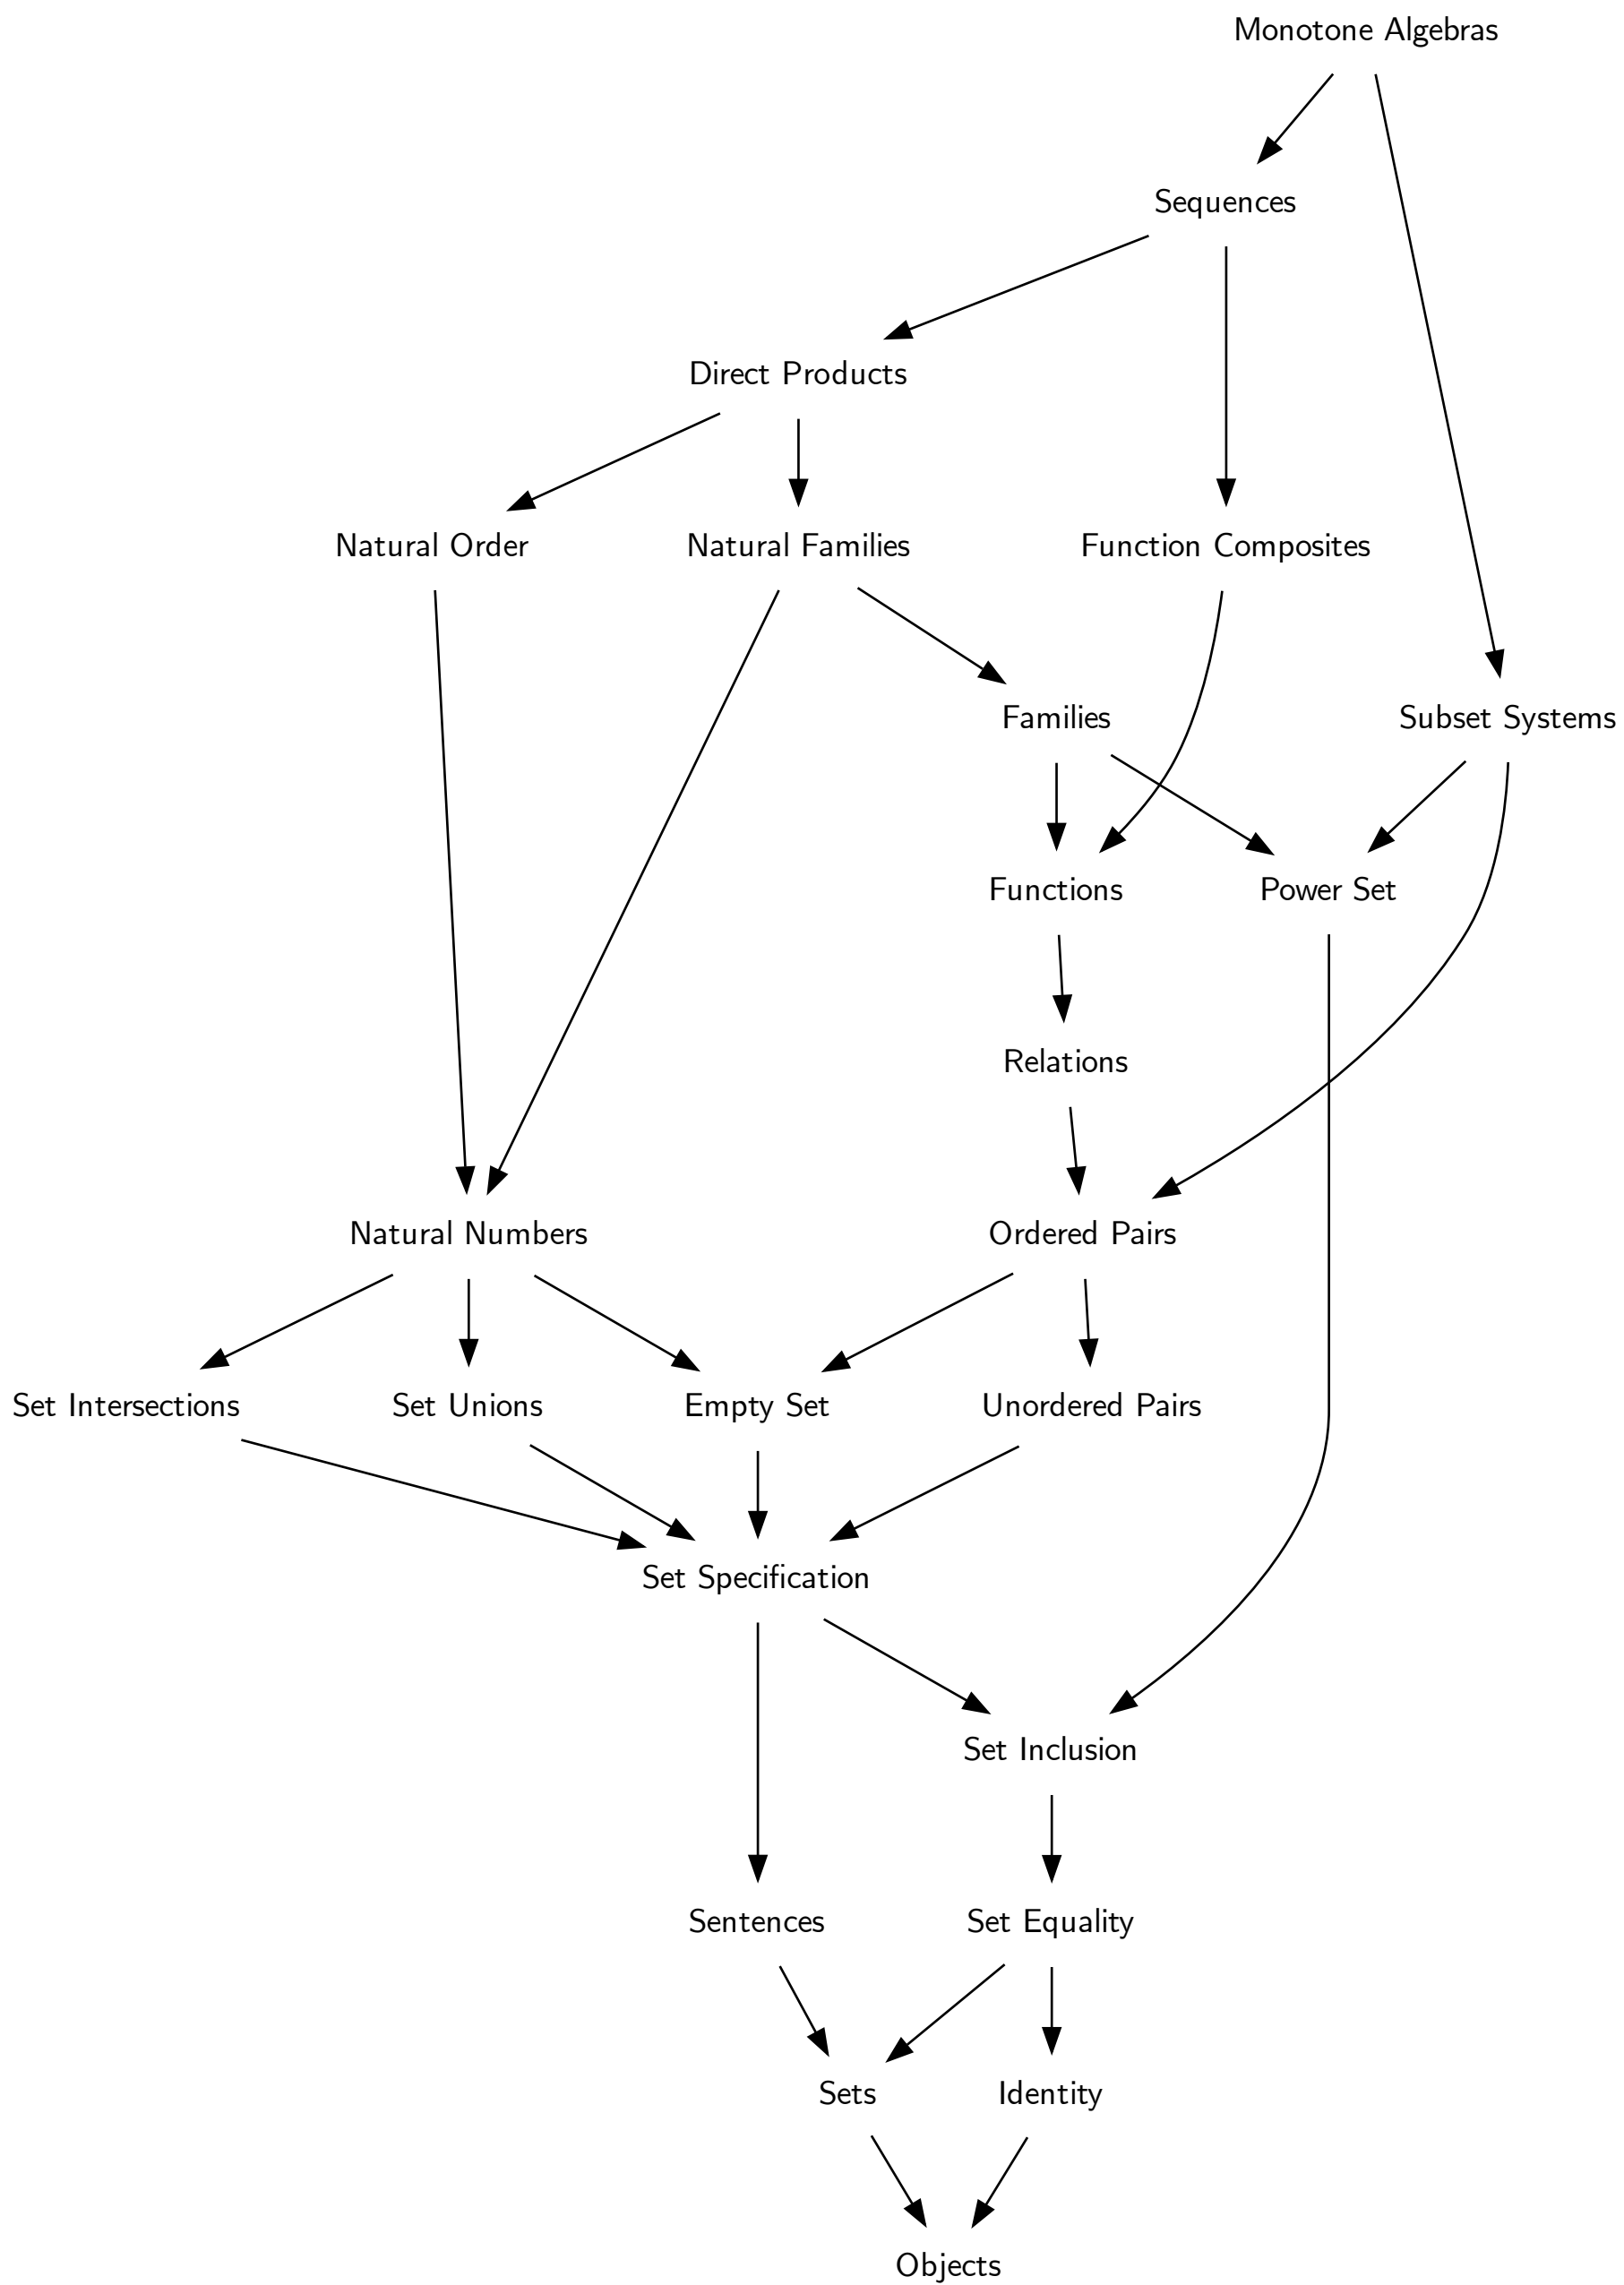 Monotone Algebras
Sequences
Direct Products
Natural Order
Natural Families
Function Composites
Families
Subset Systems
Functions
Power Set
Relations
Natural Numbers
Ordered Pairs
Set Intersections
Set Unions
Empty Set
Unordered Pairs
Set Specification
Set Inclusion
Sentences
Set Equality
Sets
Identity
Objects